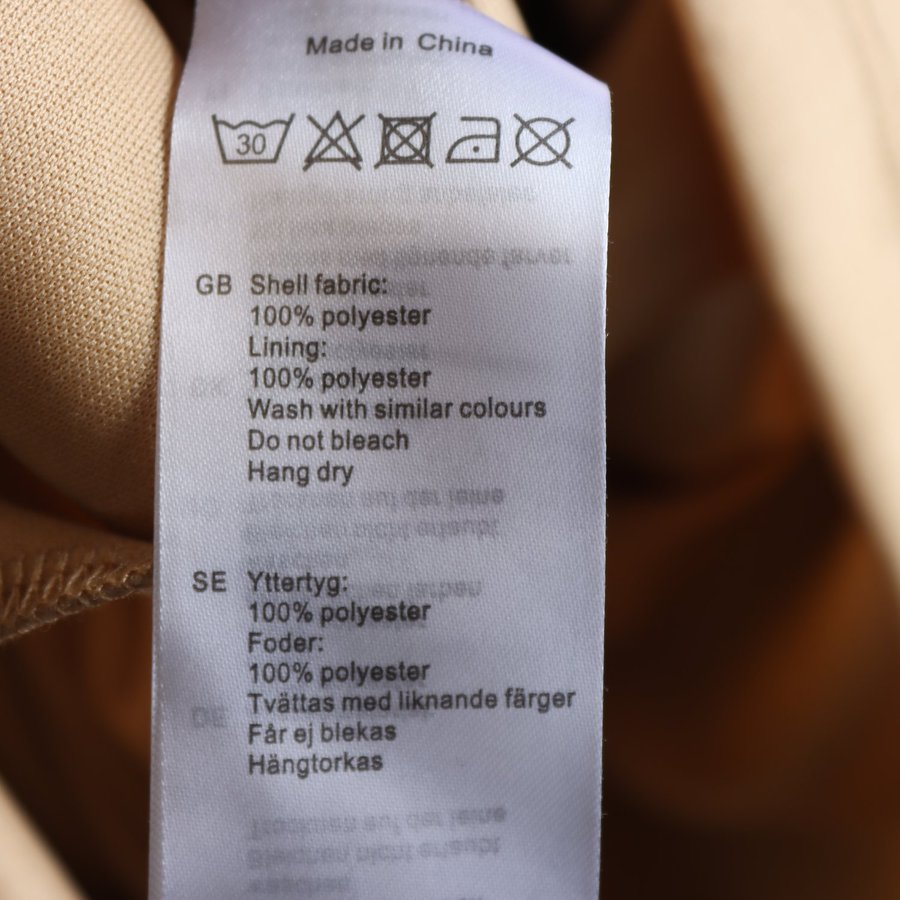 Made in China
30
GB Shell fabric:
100% polyester
Lining:
100% polyester
Wash with similar colours
Do not bleach
Hang dry
SE Yttertyg:
100% polyester
Foder:
100% polyester
Tvättas med liknande färger
Får ej blekas
Hängtorkas